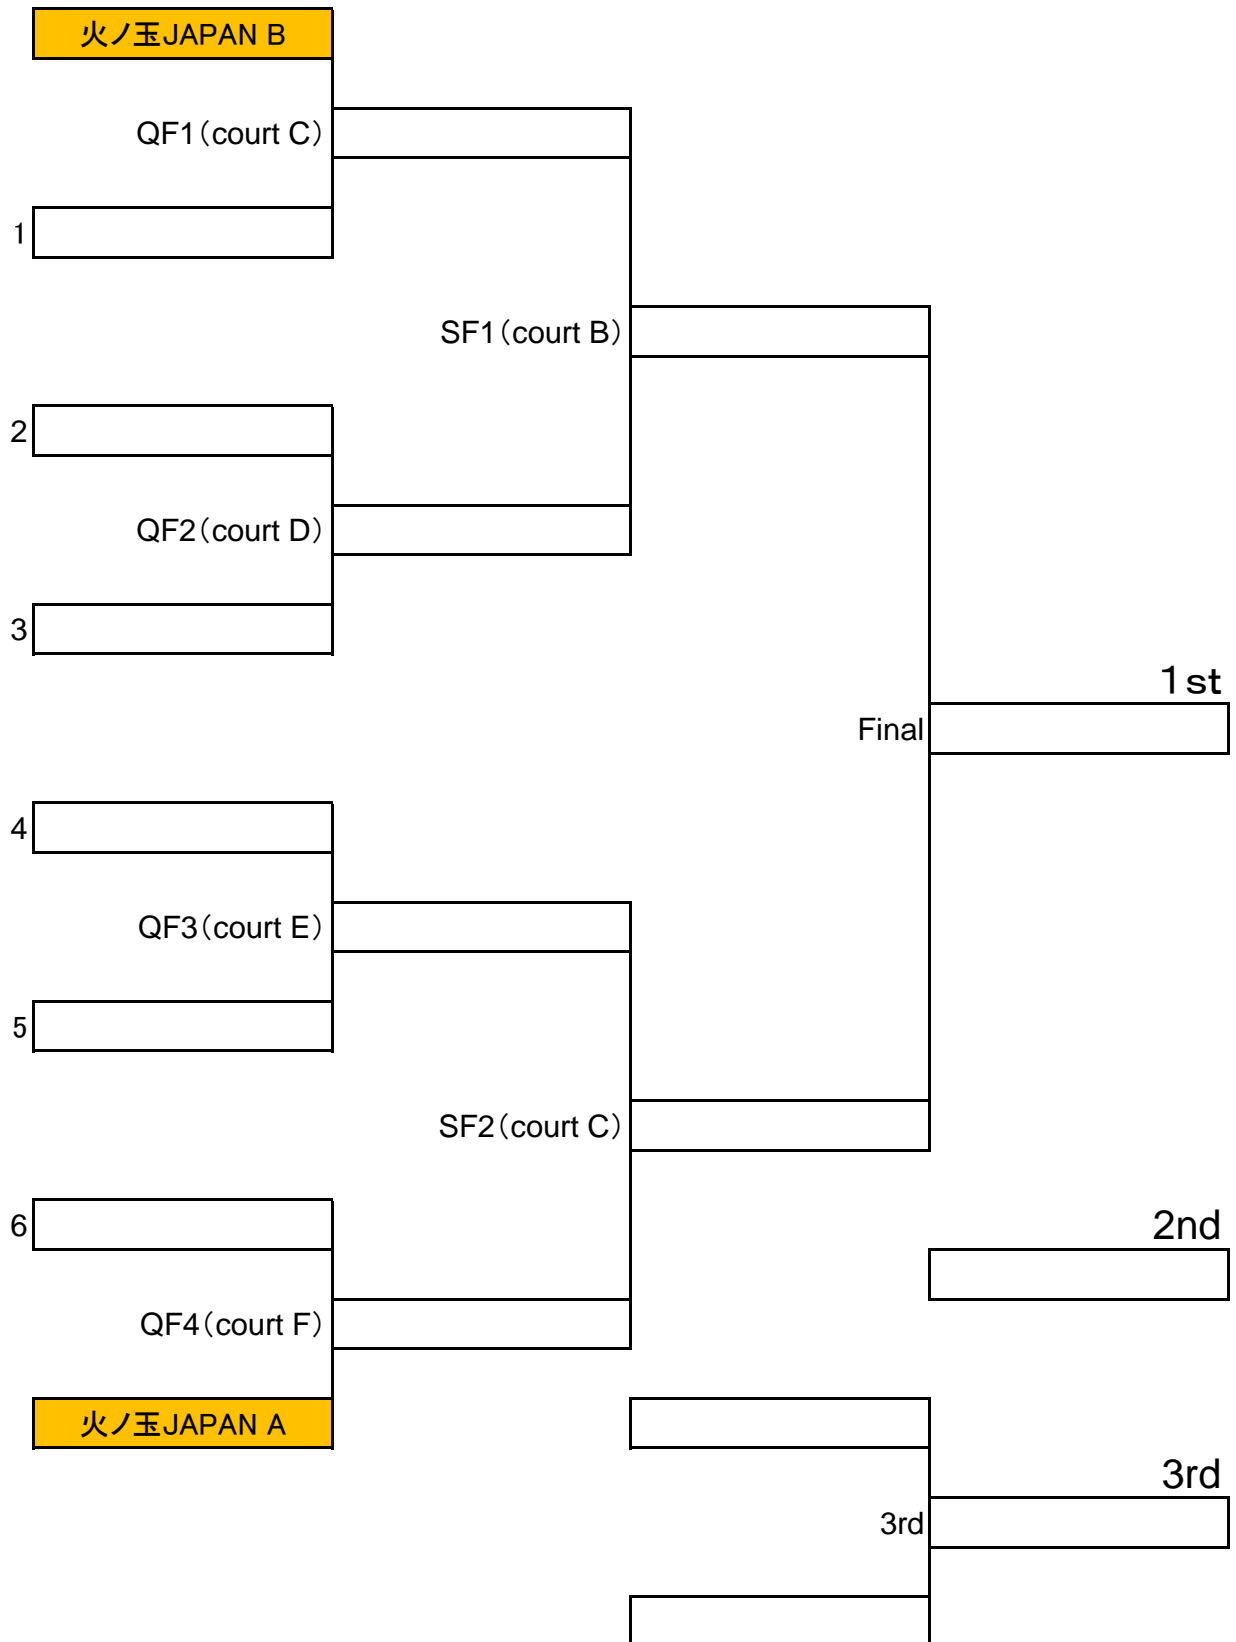 火ノ玉JAPAN B
QF1（court C）
1
SF1（court B）
2
QF2（court D）
3
1st
Final
4
QF3（court E）
5
SF2（court C）
6
2nd
QF4（court F）
火ノ玉JAPAN A
3rd
3rd